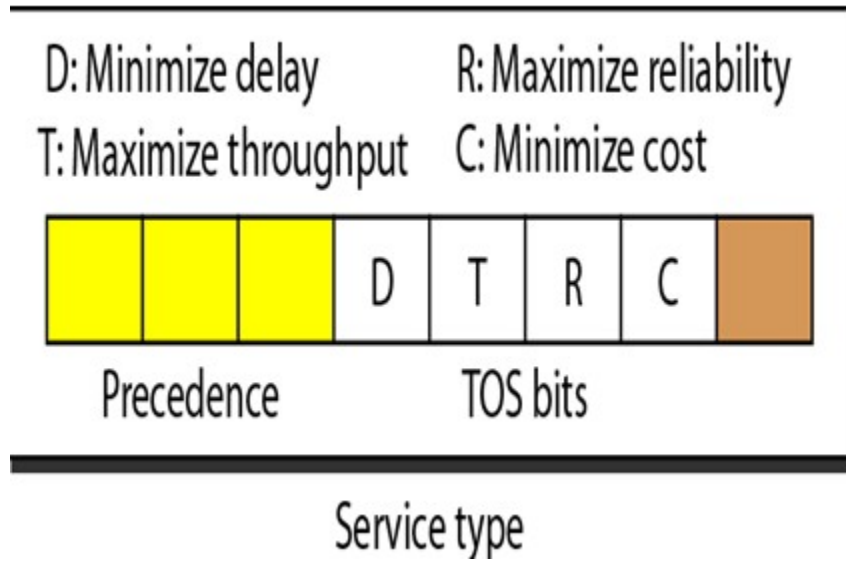 D: Minimize delay R: Maximize reliability
T: Maximize throughput C: Minimize cost
D T R C
Precedence TOS bits
Service type